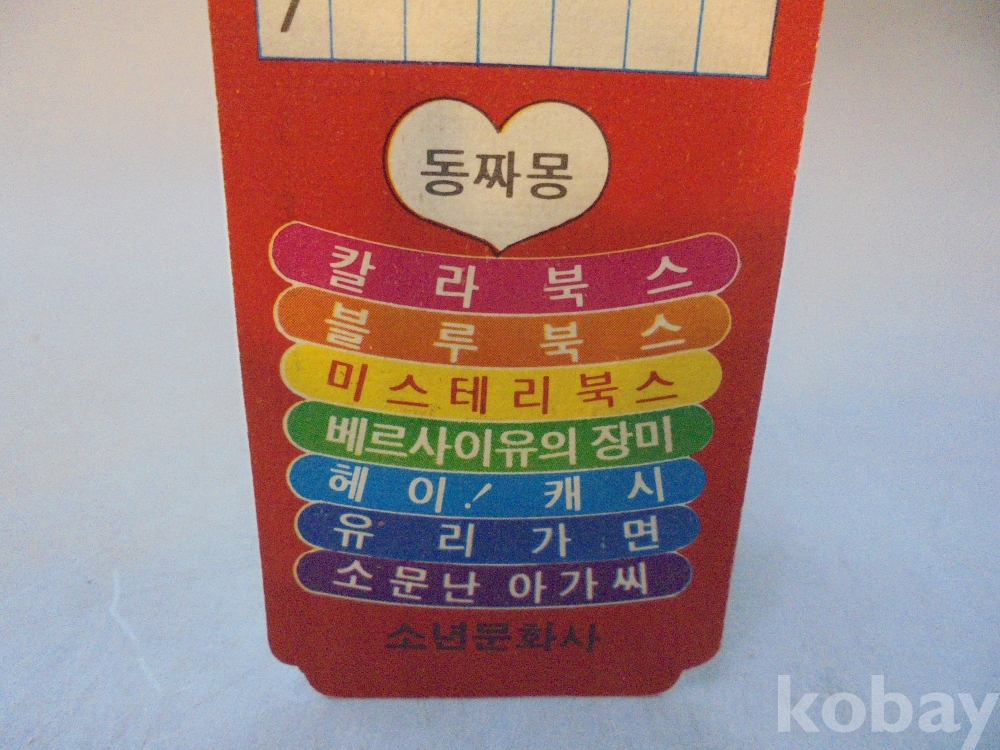 동짜몽
칼라북스
블루북스
미스테리북스
베르사이유의 장미
헤이! 캐시
유리가면
소문난 아가씨
소년문화사
kobay